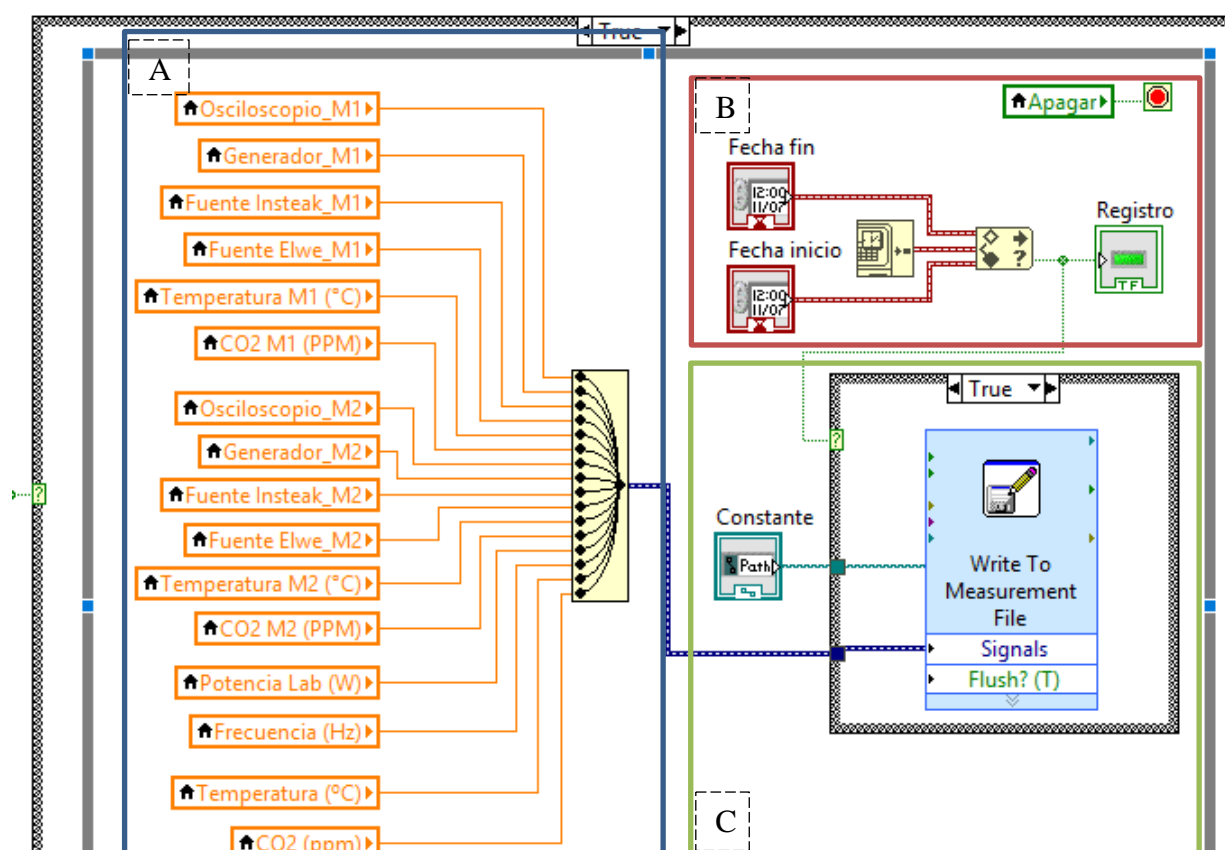 True
A
Osciloscopio_M1
Generador_M1
Fuente Insteak_M1
Fuente Elwe_M1
Temperatura M1 (°C)
CO2 M1 (PPM)
Osciloscopio_M2
Generador_M2
Fuente Insteak_M2
Fuente Elwe_M2
Temperatura M2 (°C)
CO2 M2 (PPM)
Potencia Lab (W)
Frecuencia (Hz)
Temperatura (ºC)
CO2 (ppm)
?
B
Apagar
Fecha fin
12:00
11/07
Fecha inicio
12:00
11/07
?
Registro
TF
True
?
Constante
Path
Write To
Measurement
File
Signals
Flush? (T)
C